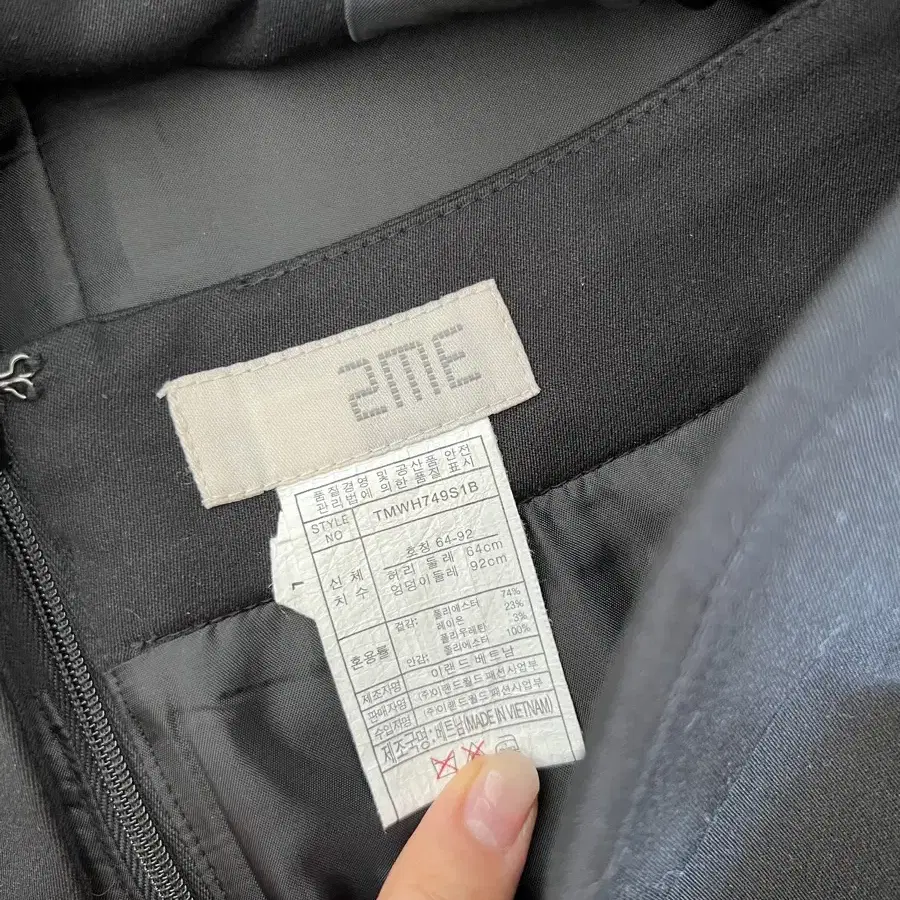 2ME
품질경영 및 공산품 안전
관리법에 의한 품질 표시
STYLE NO TMWH749S1B
신체 치수
호칭 64-92
허리 둘레 64cm
엉덩이둘레 92cm
혼용률
겉감: 폴리에스터 74%
레이온 23%
폴리우레탄 3%
안감: 폴리에스터 100%
제조자명 이랜드베트남
판매자명 (주)이랜드월드 패션사업부
수입자명 (주)이랜드월드 패션사업부
제조국명: 베트남(MADE IN VIETNAM)